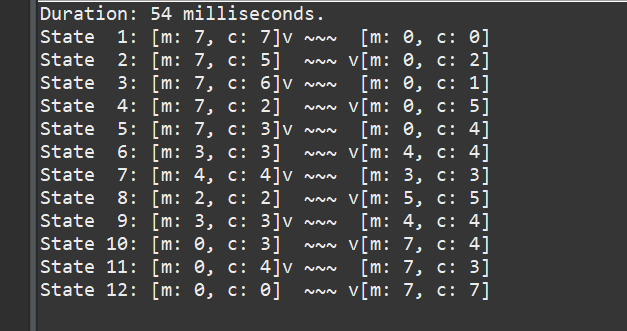 Duration: 54 milliseconds.
State  1: [m: 7, c: 7]v ~~~  [m: 0, c: 0]
State  2: [m: 7, c: 5]  ~~~ v[m: 0, c: 2]
State  3: [m: 7, c: 6]v ~~~  [m: 0, c: 1]
State  4: [m: 7, c: 2]  ~~~ v[m: 0, c: 5]
State  5: [m: 7, c: 3]v ~~~  [m: 0, c: 4]
State  6: [m: 3, c: 3]  ~~~ v[m: 4, c: 4]
State  7: [m: 4, c: 4]v ~~~  [m: 3, c: 3]
State  8: [m: 2, c: 2]  ~~~ v[m: 5, c: 5]
State  9: [m: 3, c: 3]v ~~~  [m: 4, c: 4]
State 10: [m: 0, c: 3]  ~~~ v[m: 7, c: 4]
State 11: [m: 0, c: 4]v ~~~  [m: 7, c: 3]
State 12: [m: 0, c: 0]  ~~~ v[m: 7, c: 7]